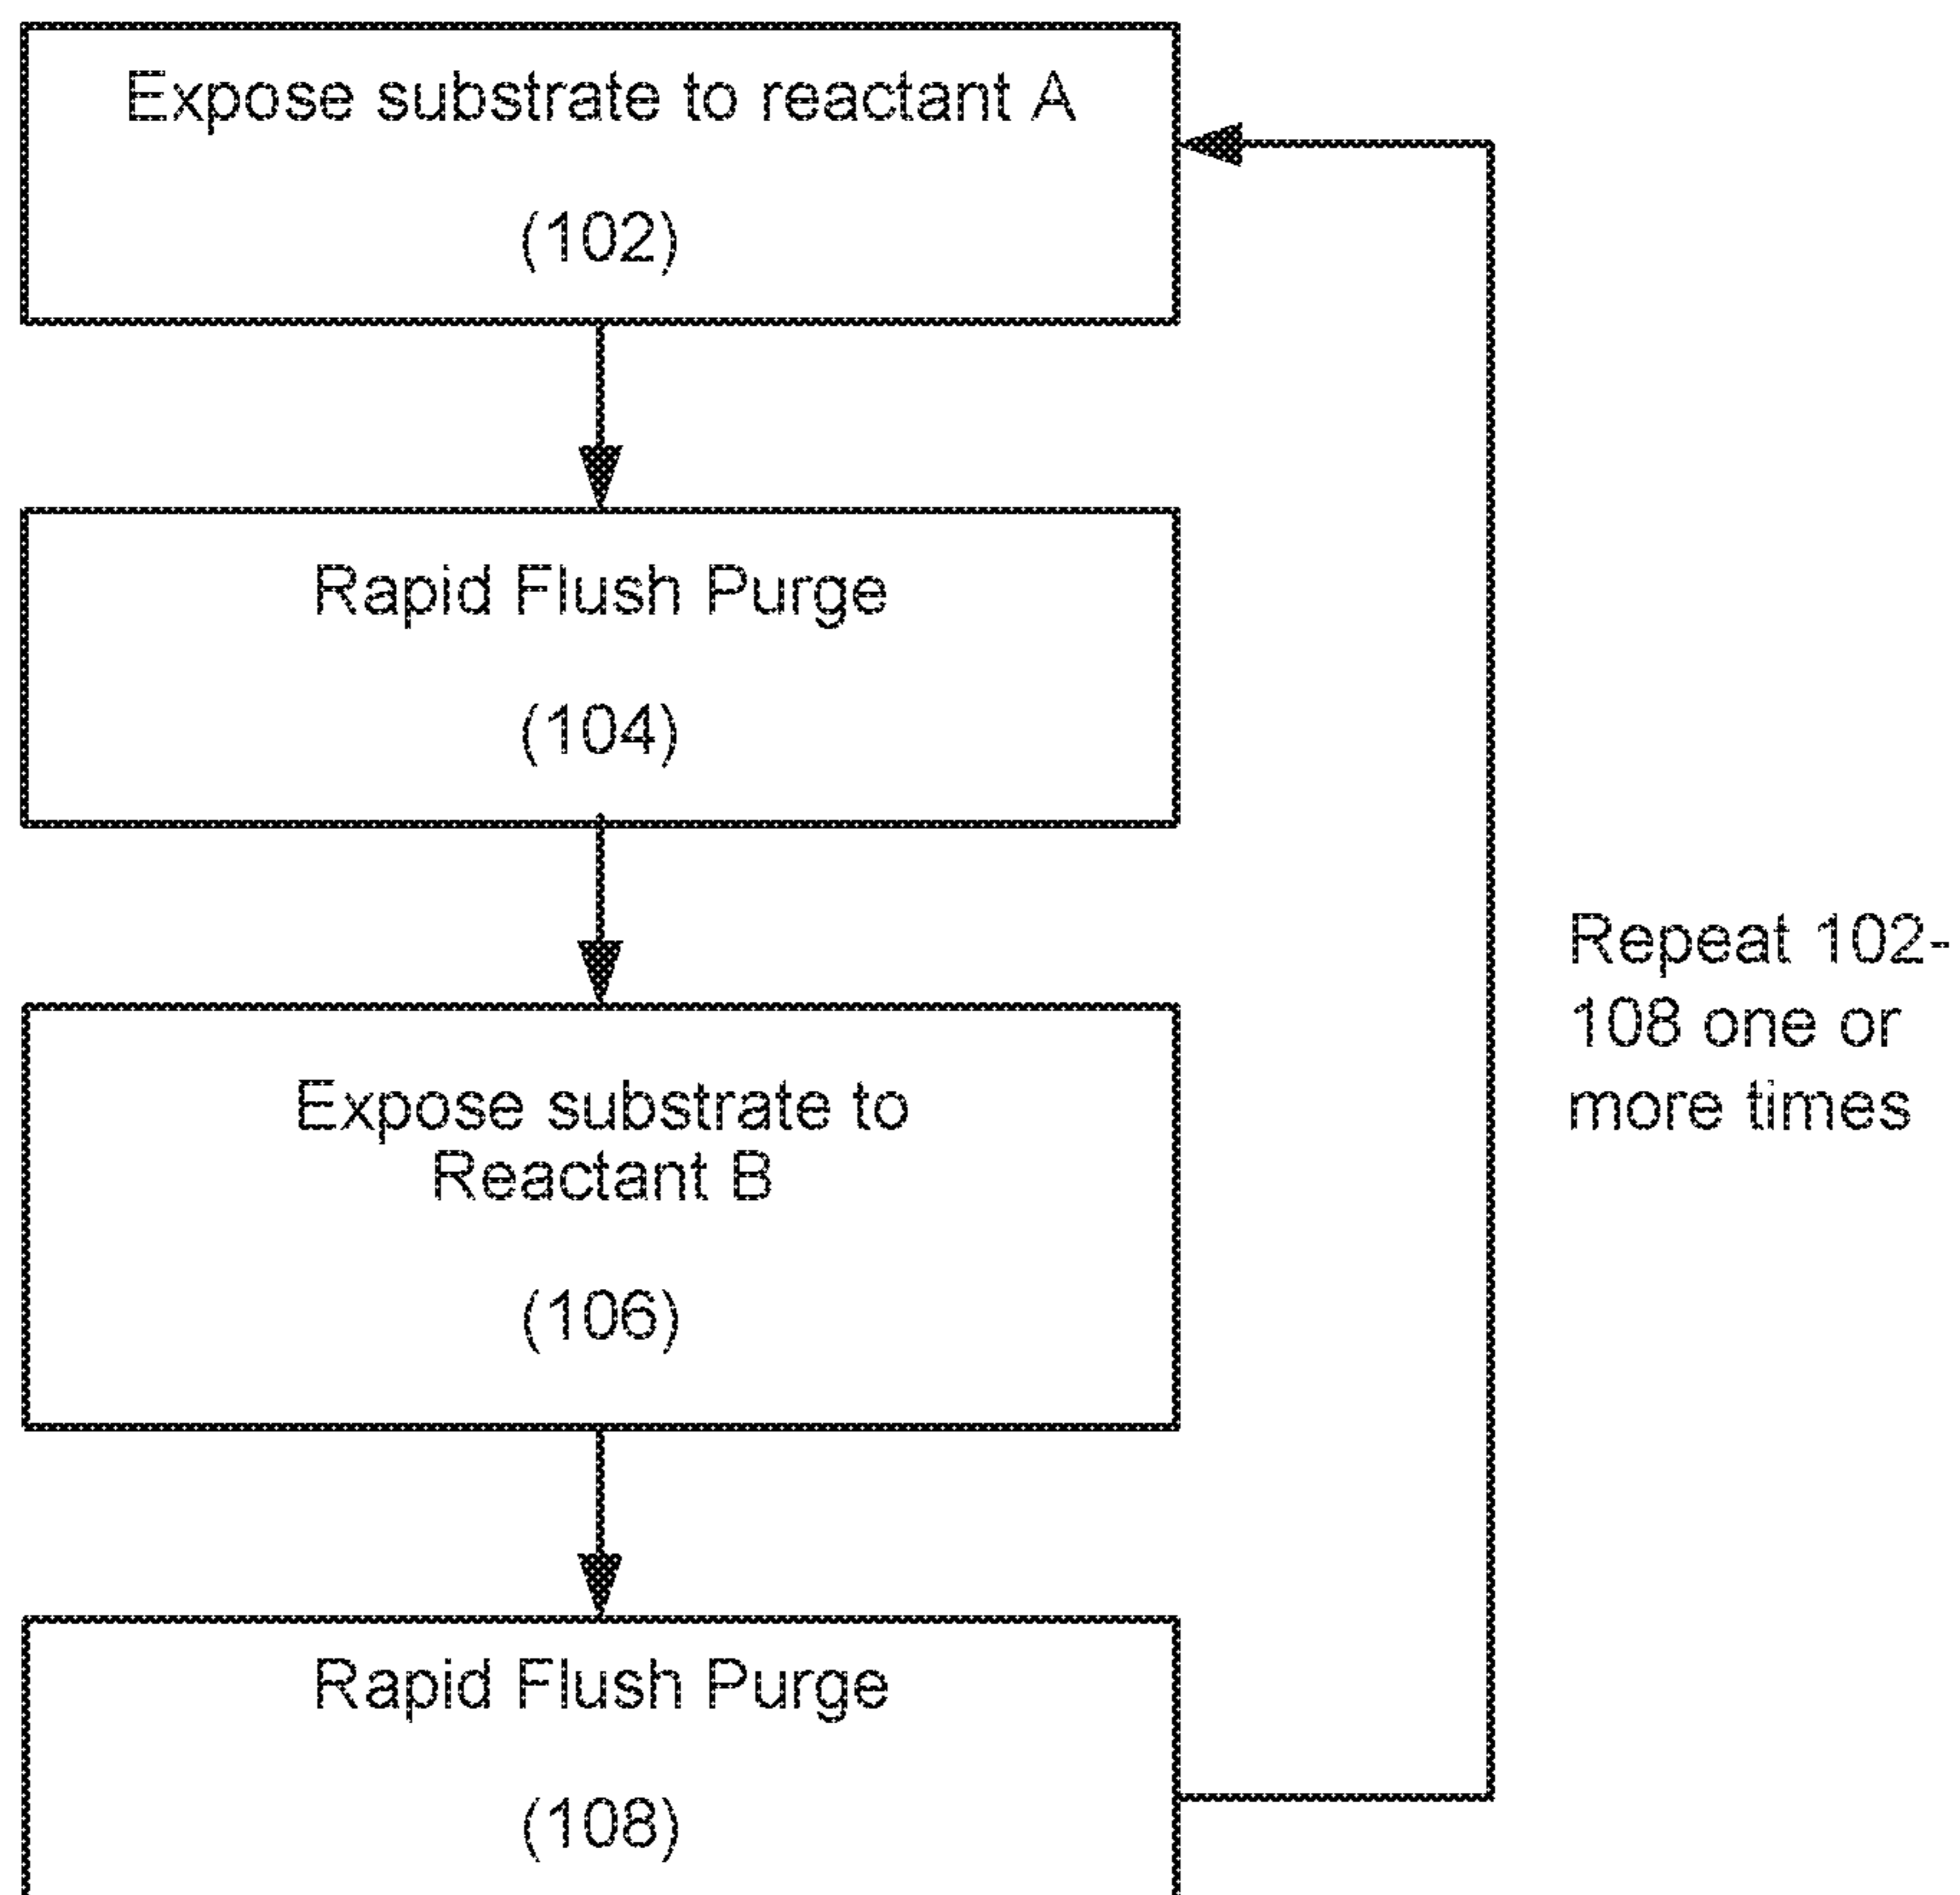 Expose substrate to reactant A
(102)
Rapid Flush Purge
(104)
Expose substrate to
Reactant B
(106)
Rapid Flush Purge
(108)
Repeat 102-
108 one or
more times